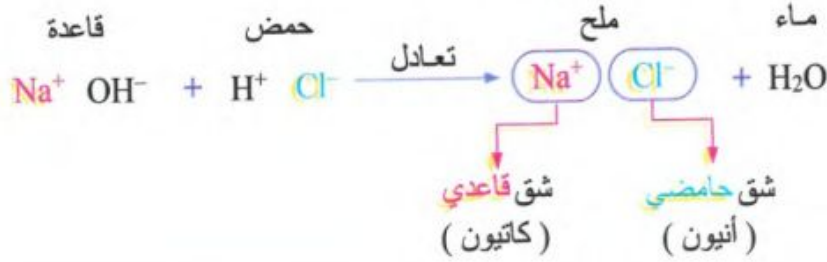 قاعدة حمض ملح ماء
Na⁺ OH⁻ + H⁺ Cl⁻ تعادل Na⁺ Cl⁻ + H₂O
شق قاعدي شق حامضي
( كاتيون ) ( أنيون )